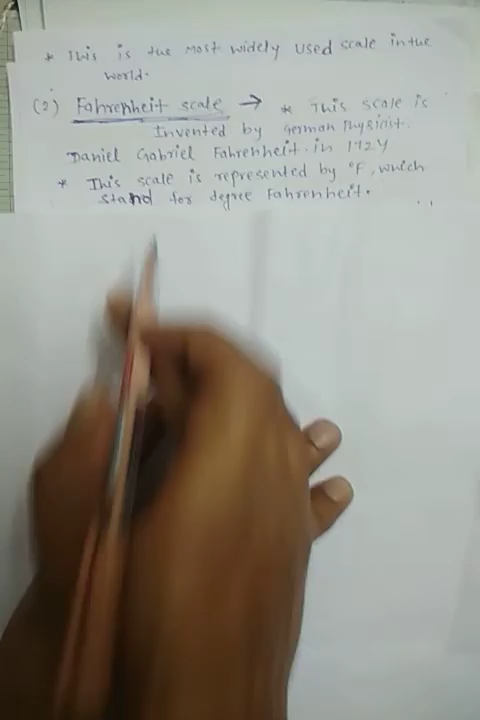 * This is the most widely used scale in the
world.
(2) Fahrenheit scale → * This scale is
Invented by German Physicist.
Daniel Gabriel Fahrenheit. in 1724
* This scale is represented by °F, which
stand for degree Fahrenheit.